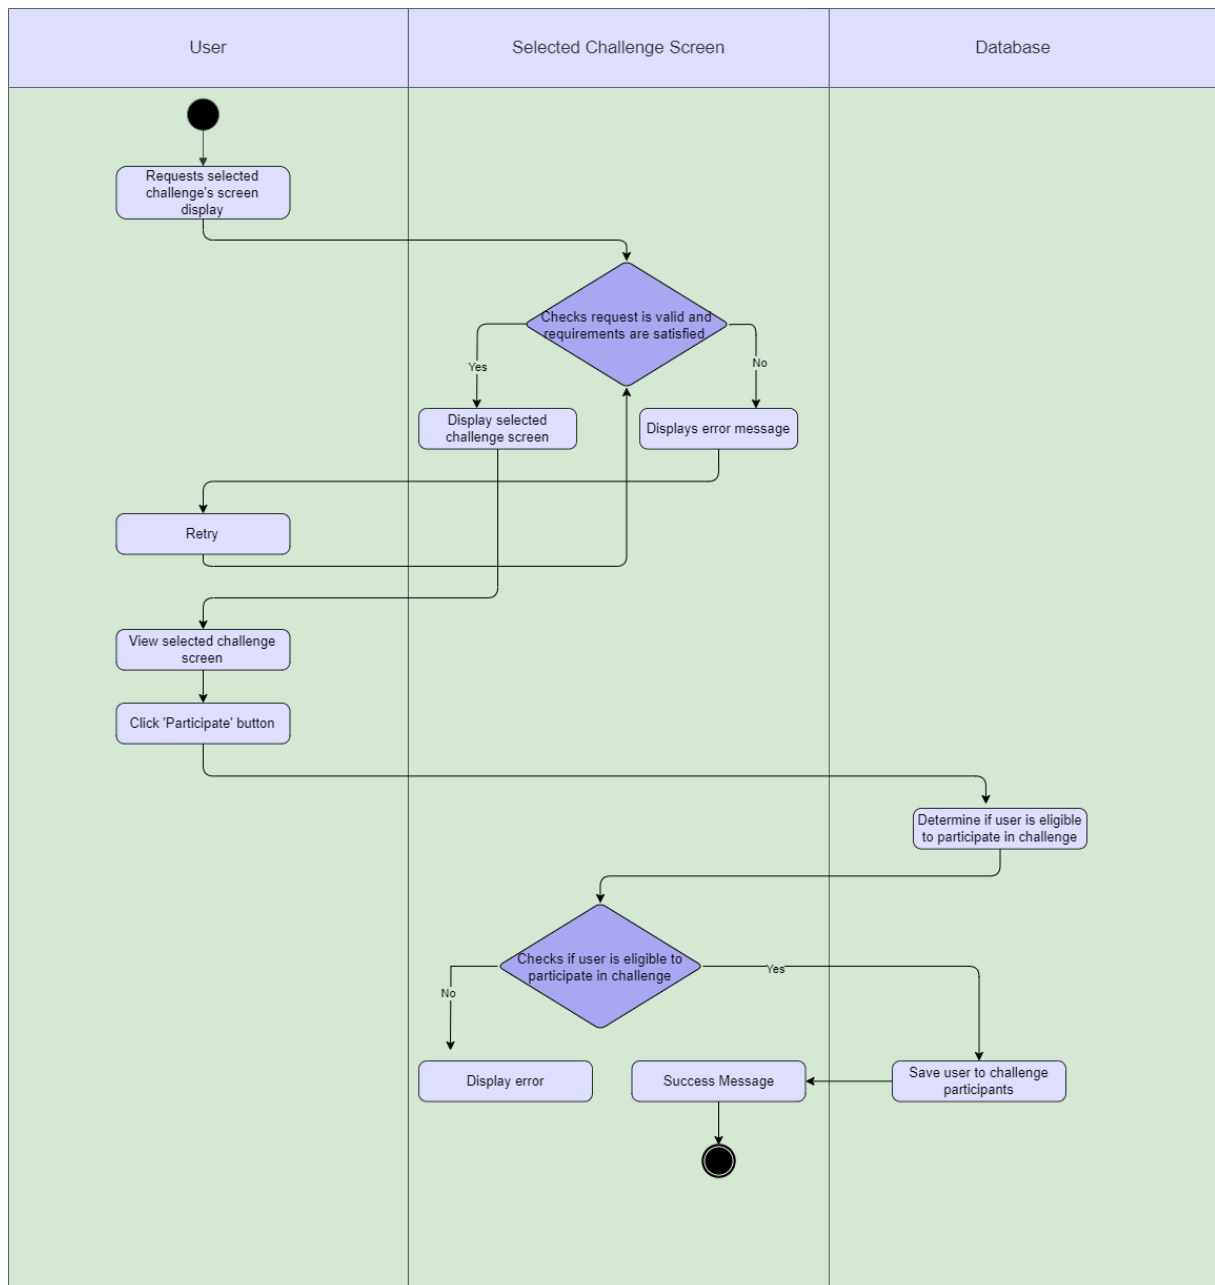 User
Selected Challenge Screen
Database
Requests selected
challenge's screen
display
Checks request is valid and
requirements are satisfied
Yes
No
Display selected
challenge screen
Displays error message
Retry
View selected challenge
screen
Click 'Participate' button
Determine if user is eligible
to participate in challenge
Checks if user is eligible to
participate in challenge
Yes
No
Display error
Success Message
Save user to challenge
participants